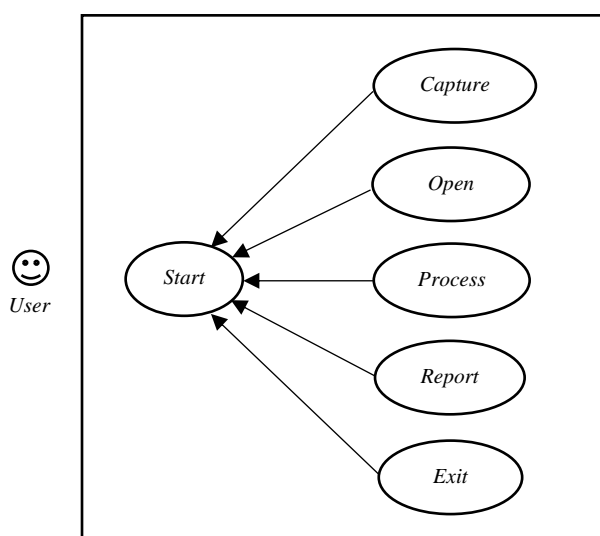 Capture
Open
Process
Report
Exit
Start
User